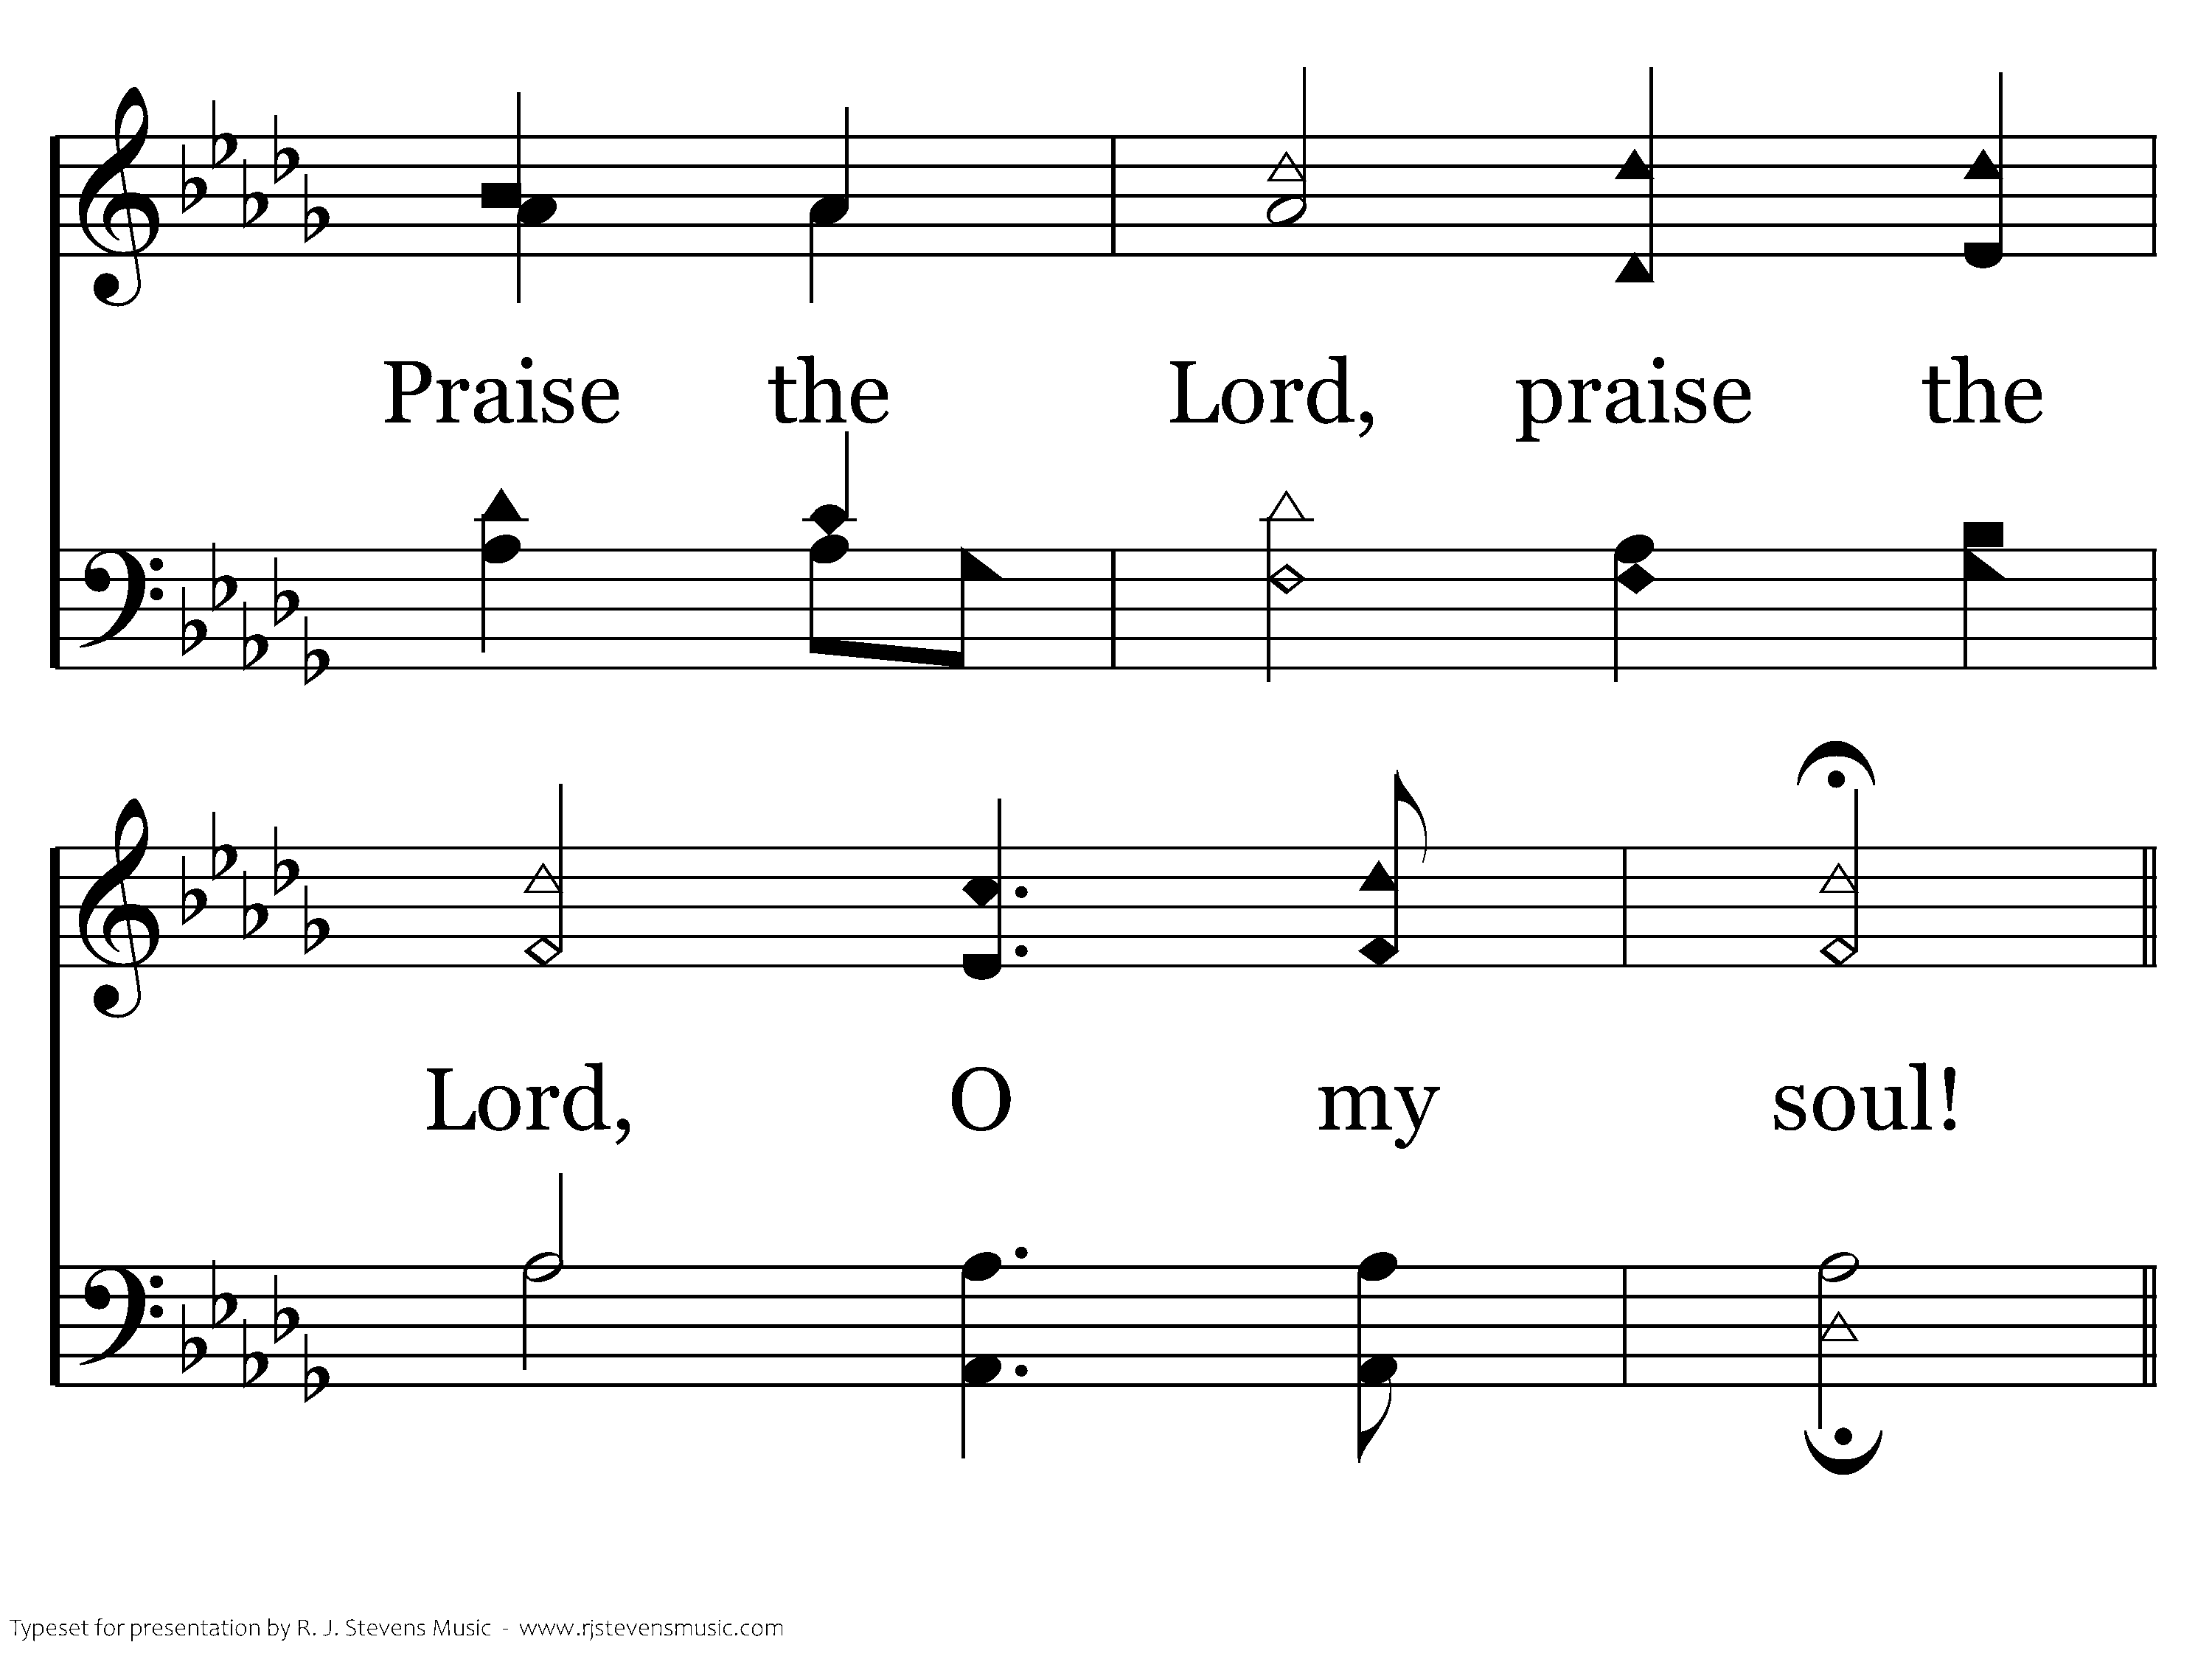 Praise the Lord, praise the
Lord, O my soul!
Typeset for presentation by R. J. Stevens Music - www.rjstevensmusic.com